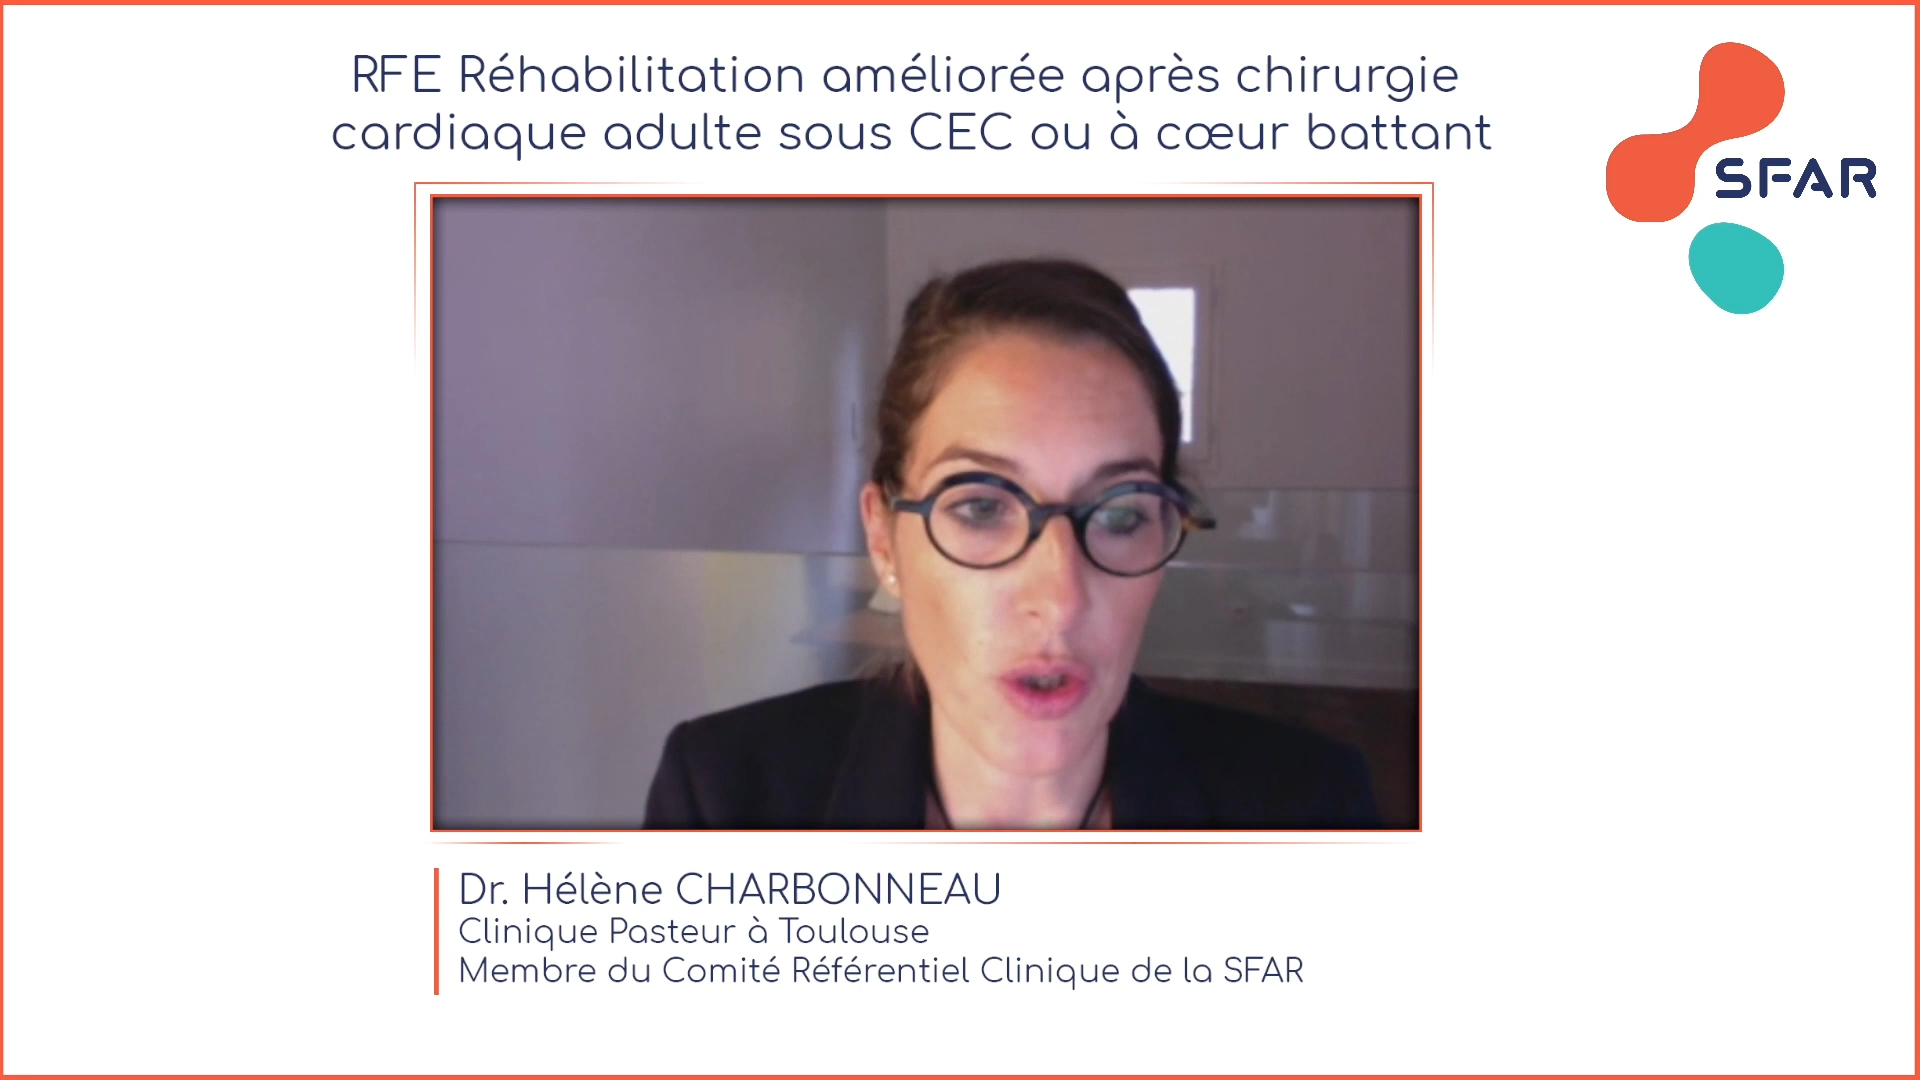 RFE Réhabilitation améliorée après chirurgie
cardiaque adulte sous CEC ou à cœur battant
SFAR
Dr. Hélène CHARBONNEAU
Clinique Pasteur à Toulouse
Membre du Comité Référentiel Clinique de la SFAR